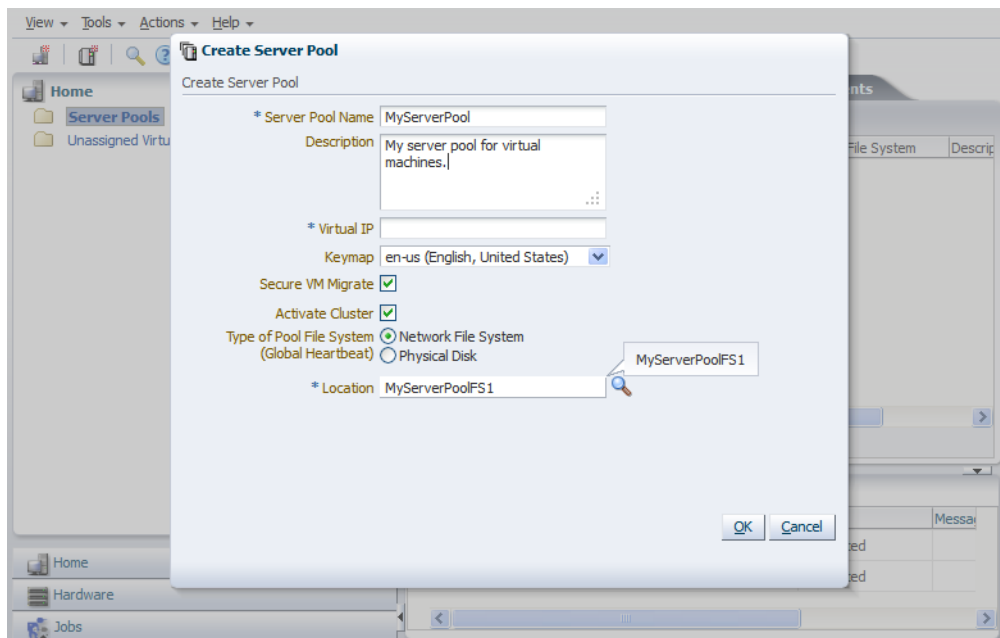 View Tools Actions Help
Create Server Pool
Create Server Pool
Home
Server Pools
Unassigned Virtu
nts
File System Descrip
* Server Pool Name MyServerPool
Description My server pool for virtual
machines.
* Virtual IP
Keymap en-us (English, United States)
Secure VM Migrate
Activate Cluster
Type of Pool File System Network File System
(Global Heartbeat) Physical Disk
MyServerPoolFS1
* Location MyServerPoolFS1
OK Cancel
Messa
ted
ted
Home
Hardware
Jobs